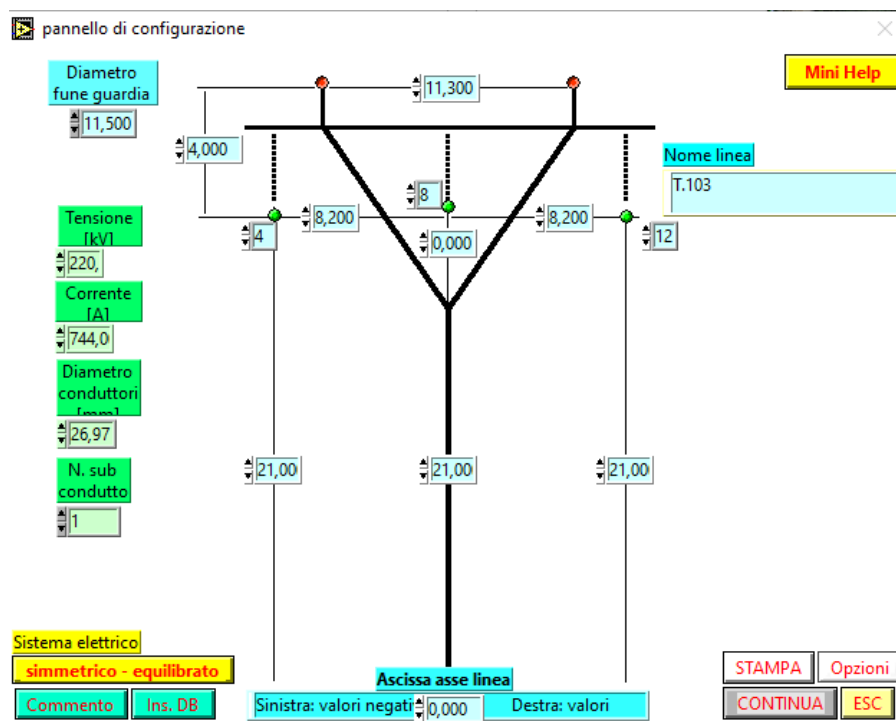 pannello di configurazione
Diametro
fune guardia
11,500
11,300
Mini Help
4,000
Nome linea
T.103
8
Tensione
[kV]
220,
4
8,200
8,200
12
0,000
Corrente
[A]
744,0
Diametro
conduttori
[mm]
26,97
N. sub
condutto
1
21,00
21,00
21,00
Sistema elettrico
simmetrico - equilibrato
Commento
Ins. DB
Ascissa asse linea
Sinistra: valori negati
0,000
Destra: valori
STAMPA
Opzioni
CONTINUA
ESC